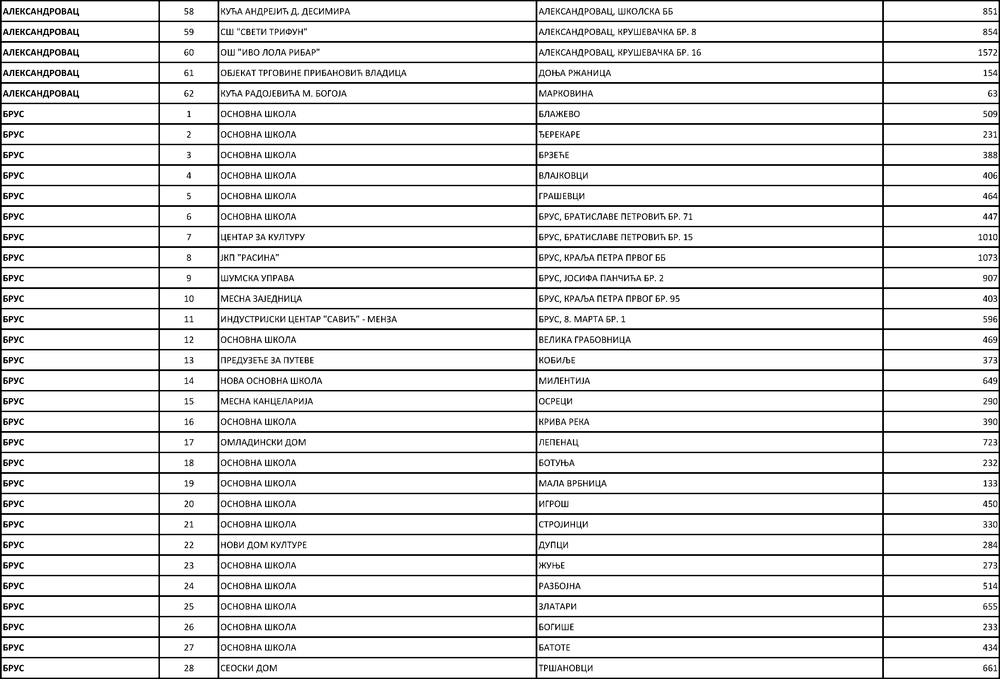 АЛЕКСАНДРОВАЦ 58 КУЋА АНДРЕЈИЋ Д. ДЕСИМИРА АЛЕКСАНДРОВАЦ, ШКОЛСКА ББ 851
АЛЕКСАНДРОВАЦ 59 СШ "СВЕТИ ТРИФУН" АЛЕКСАНДРОВАЦ, КРУШЕВАЧКА БР. 8 854
АЛЕКСАНДРОВАЦ 60 ОШ "ИВО ЛОЛА РИБАР" АЛЕКСАНДРОВАЦ, КРУШЕВАЧКА БР. 16 1572
АЛЕКСАНДРОВАЦ 61 ОБЈЕКАТ ТРГОВИНЕ ПРИБАНОВИЋ ВЛАДИЦА ДОЊА РЖАНИЦА 154
АЛЕКСАНДРОВАЦ 62 КУЋА РАДОЈЕВИЋА М. БОГОЈА МАРКОВИНА 63
БРУС 1 ОСНОВНА ШКОЛА БЛАЖЕВО 509
БРУС 2 ОСНОВНА ШКОЛА ЂЕРЕКАРЕ 231
БРУС 3 ОСНОВНА ШКОЛА БРЗЕЋЕ 388
БРУС 4 ОСНОВНА ШКОЛА ВЛАЈКОВЦИ 406
БРУС 5 ОСНОВНА ШКОЛА ГРАШЕВЦИ 464
БРУС 6 ОСНОВНА ШКОЛА БРУС, БРАТИСЛАВЕ ПЕТРОВИЋ БР. 71 447
БРУС 7 ЦЕНТАР ЗА КУЛТУРУ БРУС, БРАТИСЛАВЕ ПЕТРОВИЋ БР. 15 1010
БРУС 8 ЈКП "РАСИНА" БРУС, КРАЉА ПЕТРА ПРВОГ ББ 1073
БРУС 9 ШУМСКА УПРАВА БРУС, ЈОСИФА ПАНЧИЋА БР. 2 907
БРУС 10 МЕСНА ЗАЈЕДНИЦА БРУС, КРАЉА ПЕТРА ПРВОГ БР. 95 403
БРУС 11 ИНДУСТРИЈСКИ ЦЕНТАР "САВИЋ" - МЕНЗА БРУС, 8. МАРТА БР. 1 596
БРУС 12 ОСНОВНА ШКОЛА ВЕЛИКА ГРАБОВНИЦА 469
БРУС 13 ПРЕДУЗЕЋЕ ЗА ПУТЕВЕ КОБИЉЕ 373
БРУС 14 НОВА ОСНОВНА ШКОЛА МИЛЕНТИЈА 649
БРУС 15 МЕСНА КАНЦЕЛАРИЈА ОСРЕЦИ 290
БРУС 16 ОСНОВНА ШКОЛА КРИВА РЕКА 390
БРУС 17 ОМЛАДИНСКИ ДОМ ЛЕПЕНАЦ 723
БРУС 18 ОСНОВНА ШКОЛА БОТУЊА 232
БРУС 19 ОСНОВНА ШКОЛА МАЛА ВРБНИЦА 133
БРУС 20 ОСНОВНА ШКОЛА ИГРОШ 450
БРУС 21 ОСНОВНА ШКОЛА СТРОЈИНЦИ 330
БРУС 22 НОВИ ДОМ КУЛТУРЕ ДУПЦИ 284
БРУС 23 ОСНОВНА ШКОЛА ЖУЊЕ 273
БРУС 24 ОСНОВНА ШКОЛА РАЗБОЈНА 514
БРУС 25 ОСНОВНА ШКОЛА ЗЛАТАРИ 655
БРУС 26 ОСНОВНА ШКОЛА БОГИШЕ 233
БРУС 27 ОСНОВНА ШКОЛА БАТОТЕ 434
БРУС 28 СЕОСКИ ДОМ ТРШАНОВЦИ 661